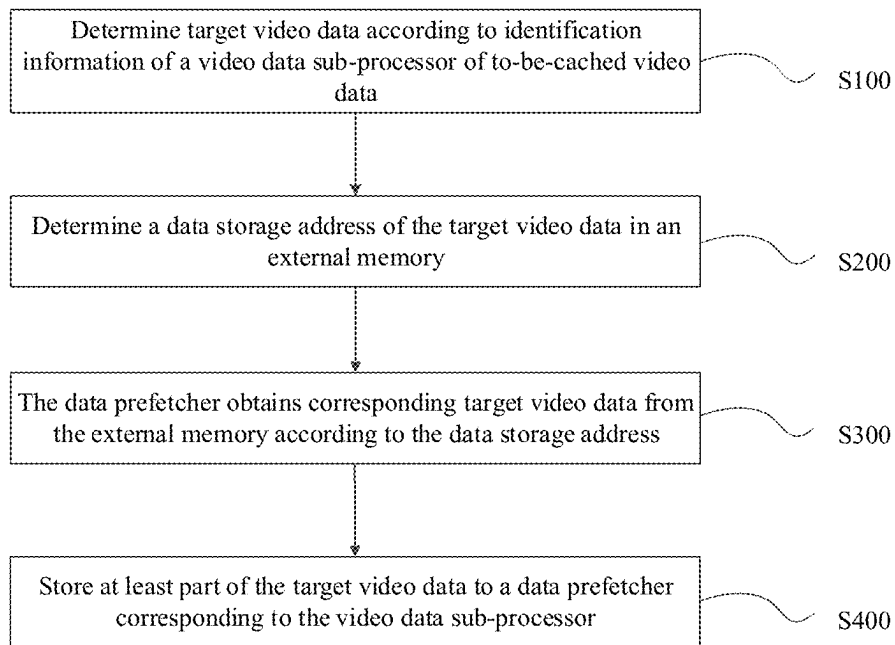 Determine target video data according to identification
information of a video data sub-processor of to-be-cached video
data
S100
Determine a data storage address of the target video data in an
external memory
S200
The data prefetcher obtains corresponding target video data from
the external memory according to the data storage address
S300
Store at least part of the target video data to a data prefetcher
corresponding to the video data sub-processor
S400